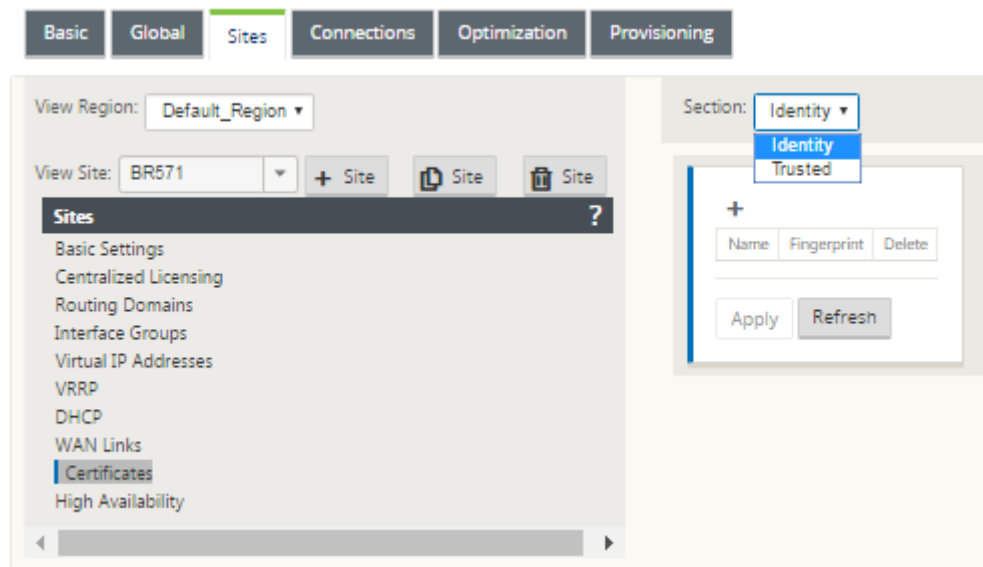 Basic Global Sites Connections Optimization Provisioning
View Region: Default_Region
Section: Identity
Identity
Trusted
View Site: BR571 + Site Site Site
Sites ?
Basic Settings
Centralized Licensing
Routing Domains
Interface Groups
Virtual IP Addresses
VRRP
DHCP
WAN Links
Certificates
High Availability
+
Name Fingerprint Delete
Apply Refresh